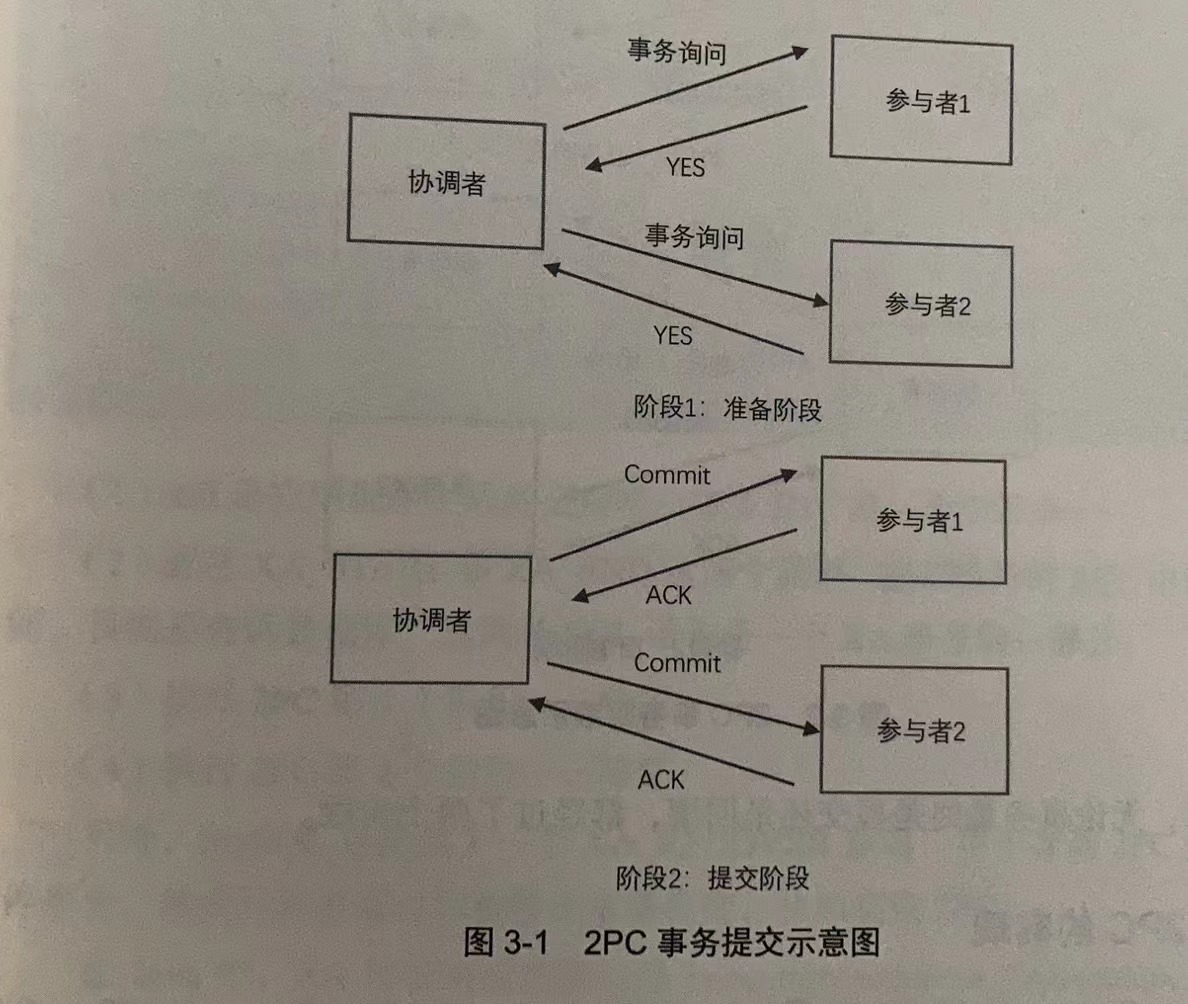 事务询问
参与者1
协调者
YES
事务询问
参与者2
YES
阶段1：准备阶段
Commit
参与者1
ACK
协调者
Commit
参与者2
ACK
阶段2：提交阶段
图 3-1 2PC 事务提交示意图